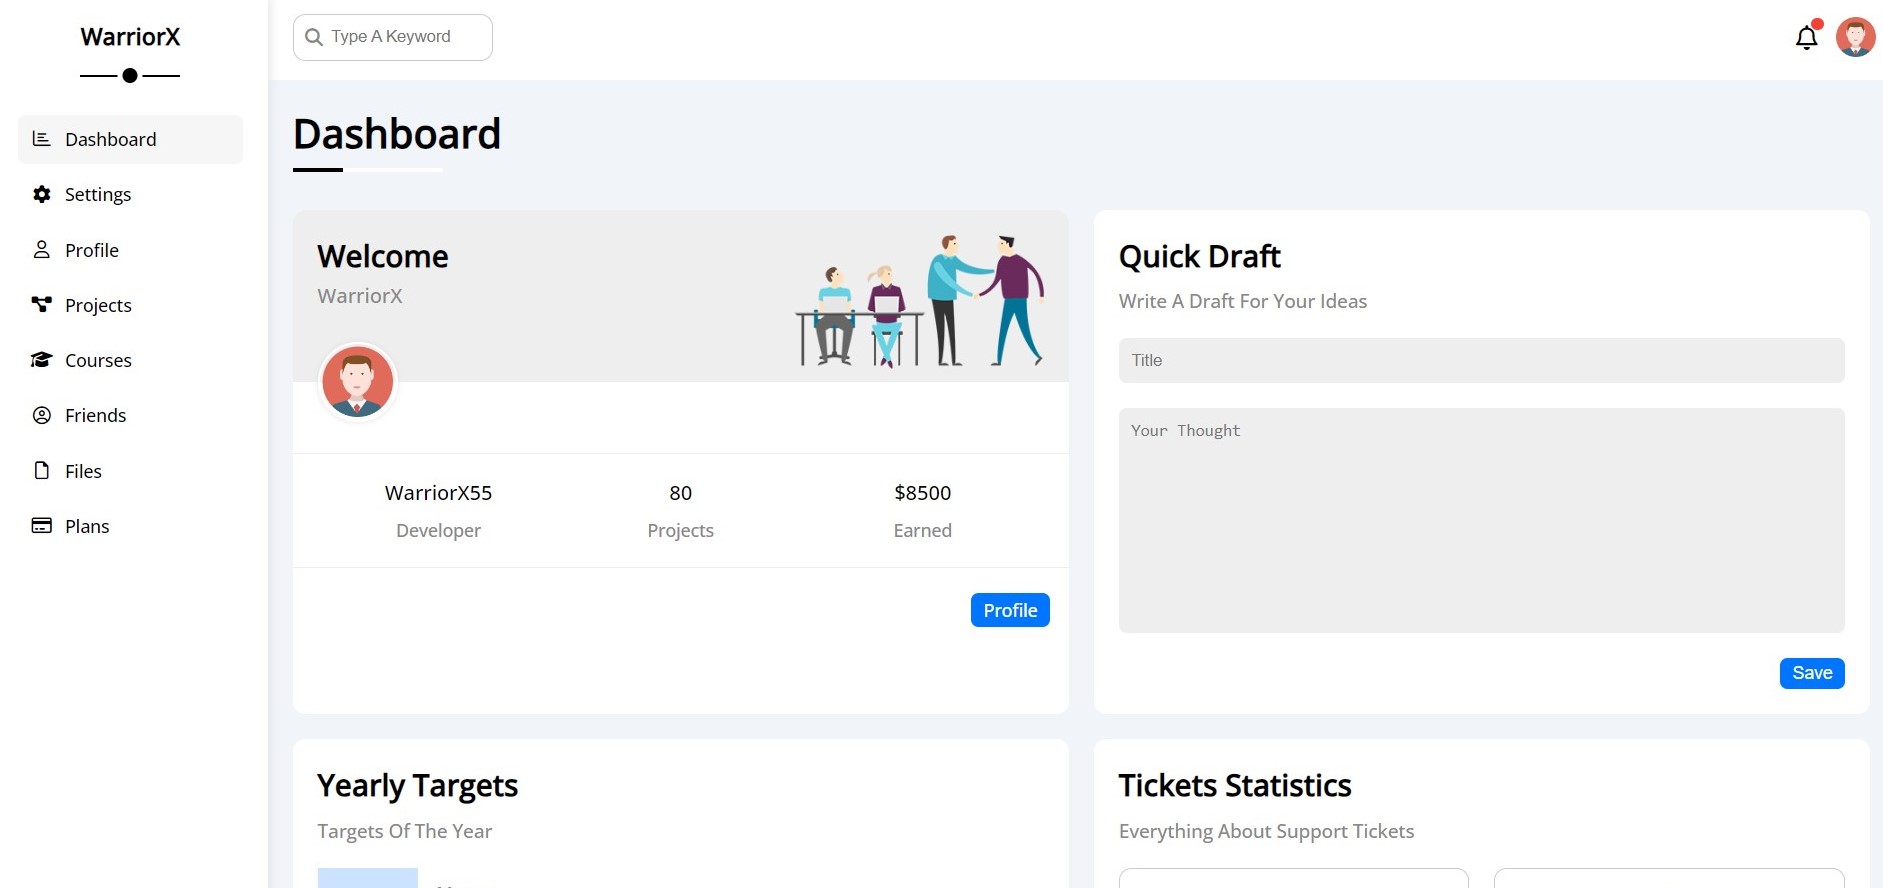 WarriorX
Dashboard
Settings
Profile
Projects
Courses
Friends
Files
Plans
Type A Keyword
Dashboard
Welcome
WarriorX
WarriorX55
Developer
80
Projects
$8500
Earned
Profile
Quick Draft
Write A Draft For Your Ideas
Title
Your Thought
Save
Yearly Targets
Targets Of The Year
Tickets Statistics
Everything About Support Tickets